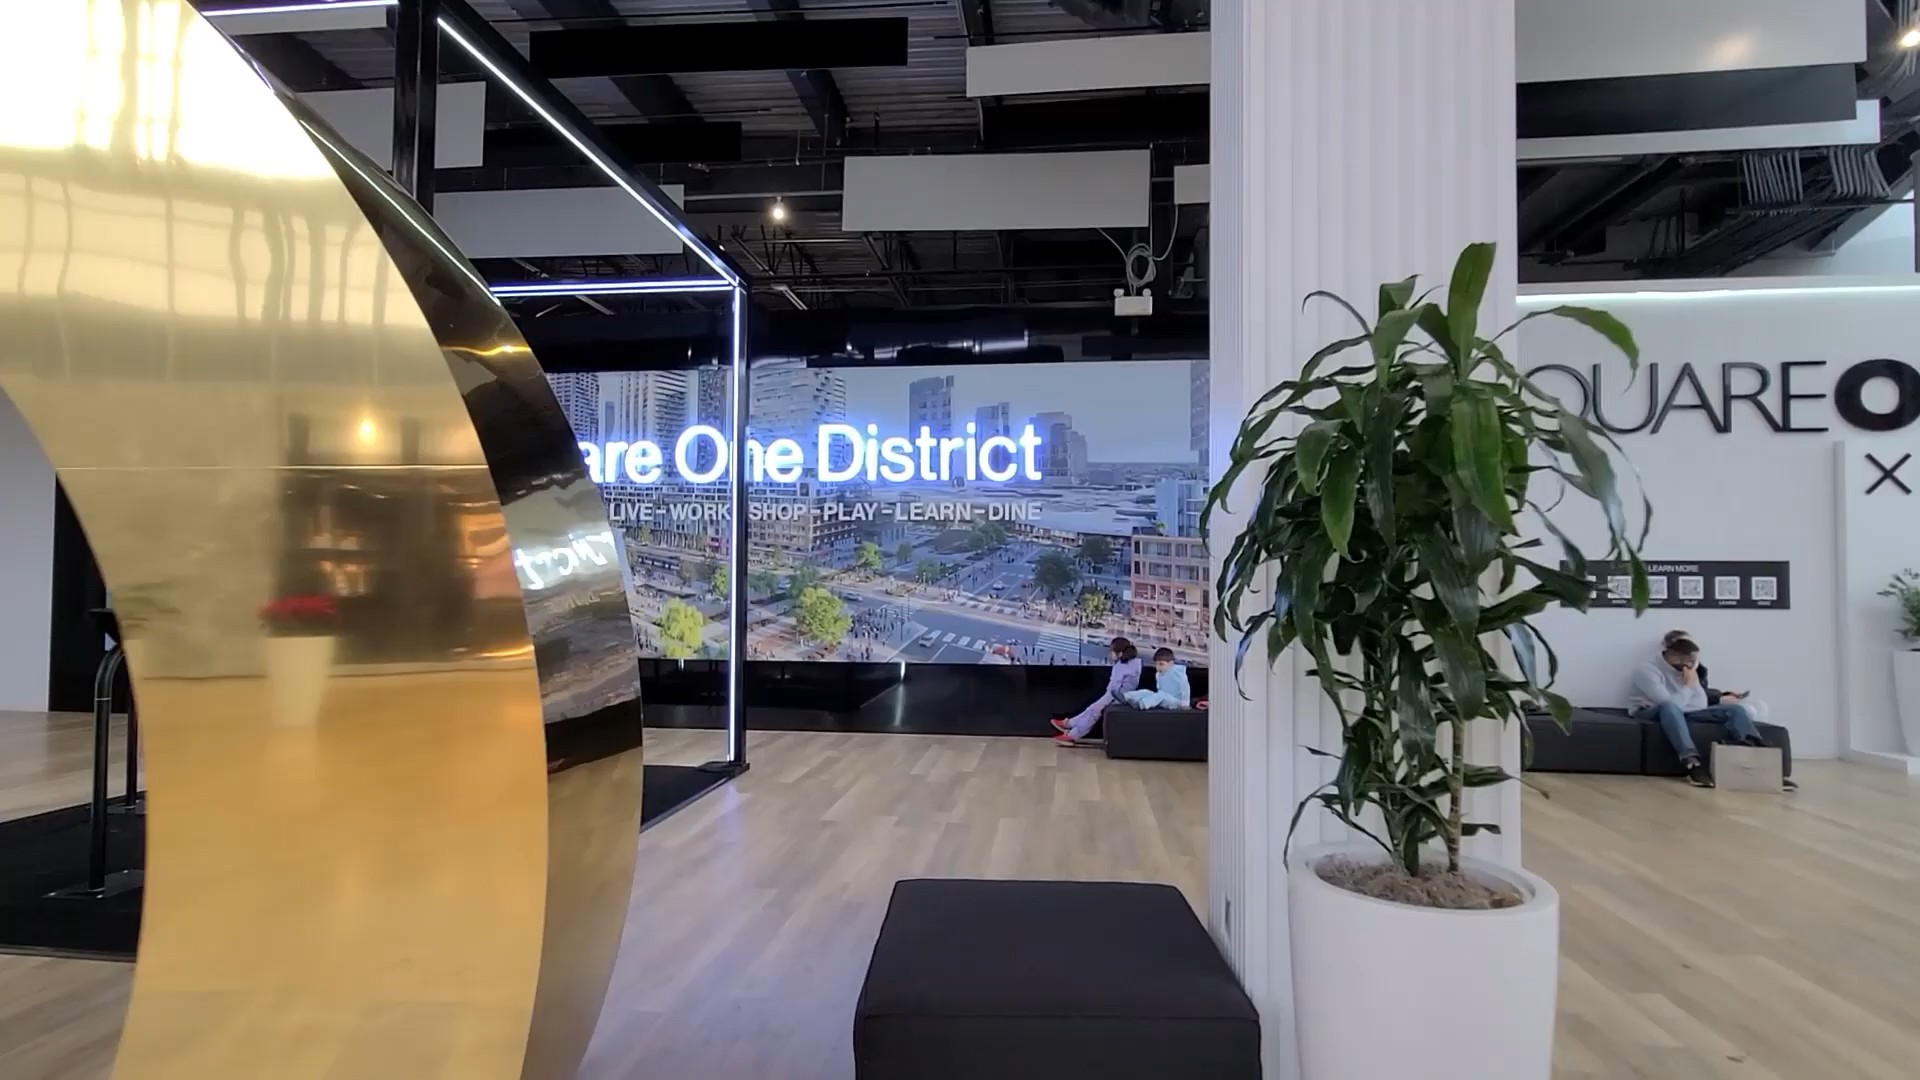 are One District
LIVE-WORK SHOP-PLAY-LEARN-DINE
QUARE O
X
LEARN MORE